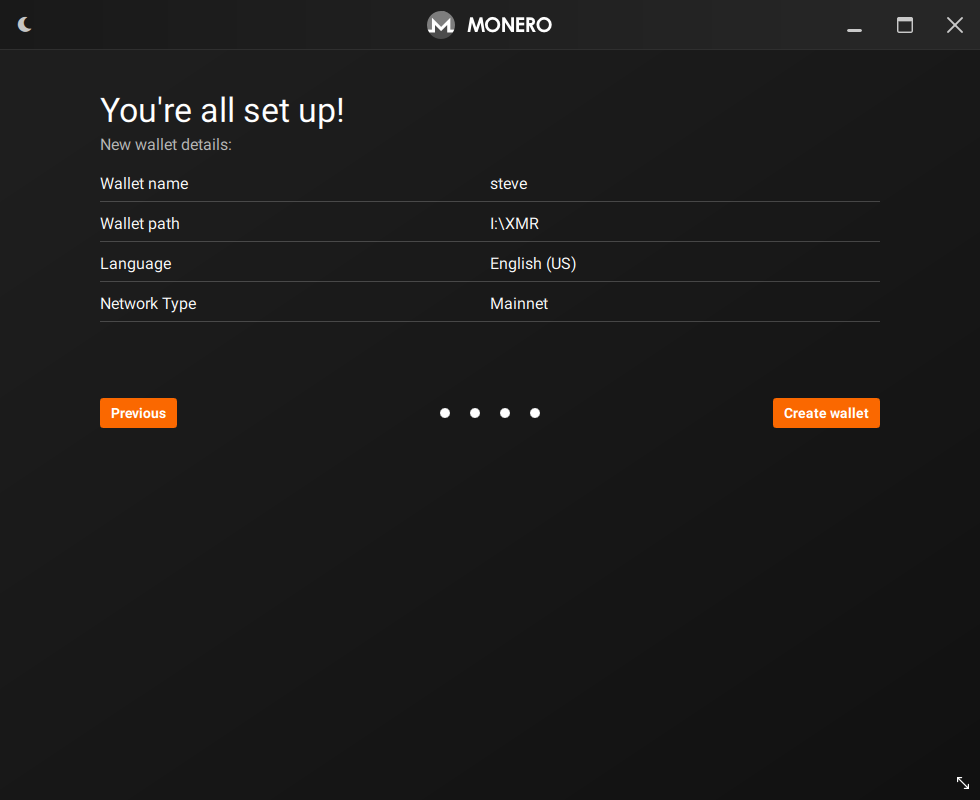 MONERO
You're all set up!
New wallet details:
Wallet name steve
Wallet path I:\XMR
Language English (US)
Network Type Mainnet
Previous Create wallet